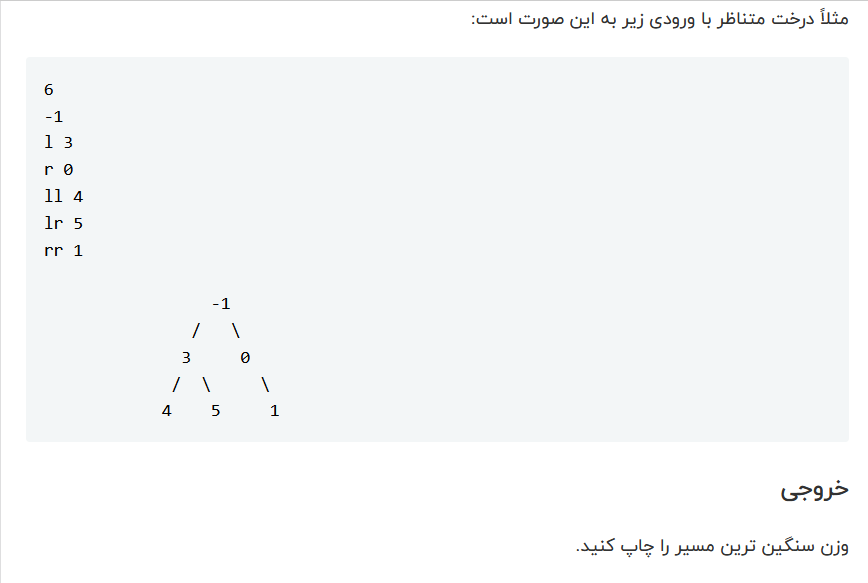 مثلاً درخت متناظر با ورودی زیر به این صورت است:
6
-1
l 3
r 0
ll 4
lr 5
rr 1
-1
/ \
3 0
/ \ \
4 5 1
خروجی
وزن سنگین ترین مسیر را چاپ کنید.